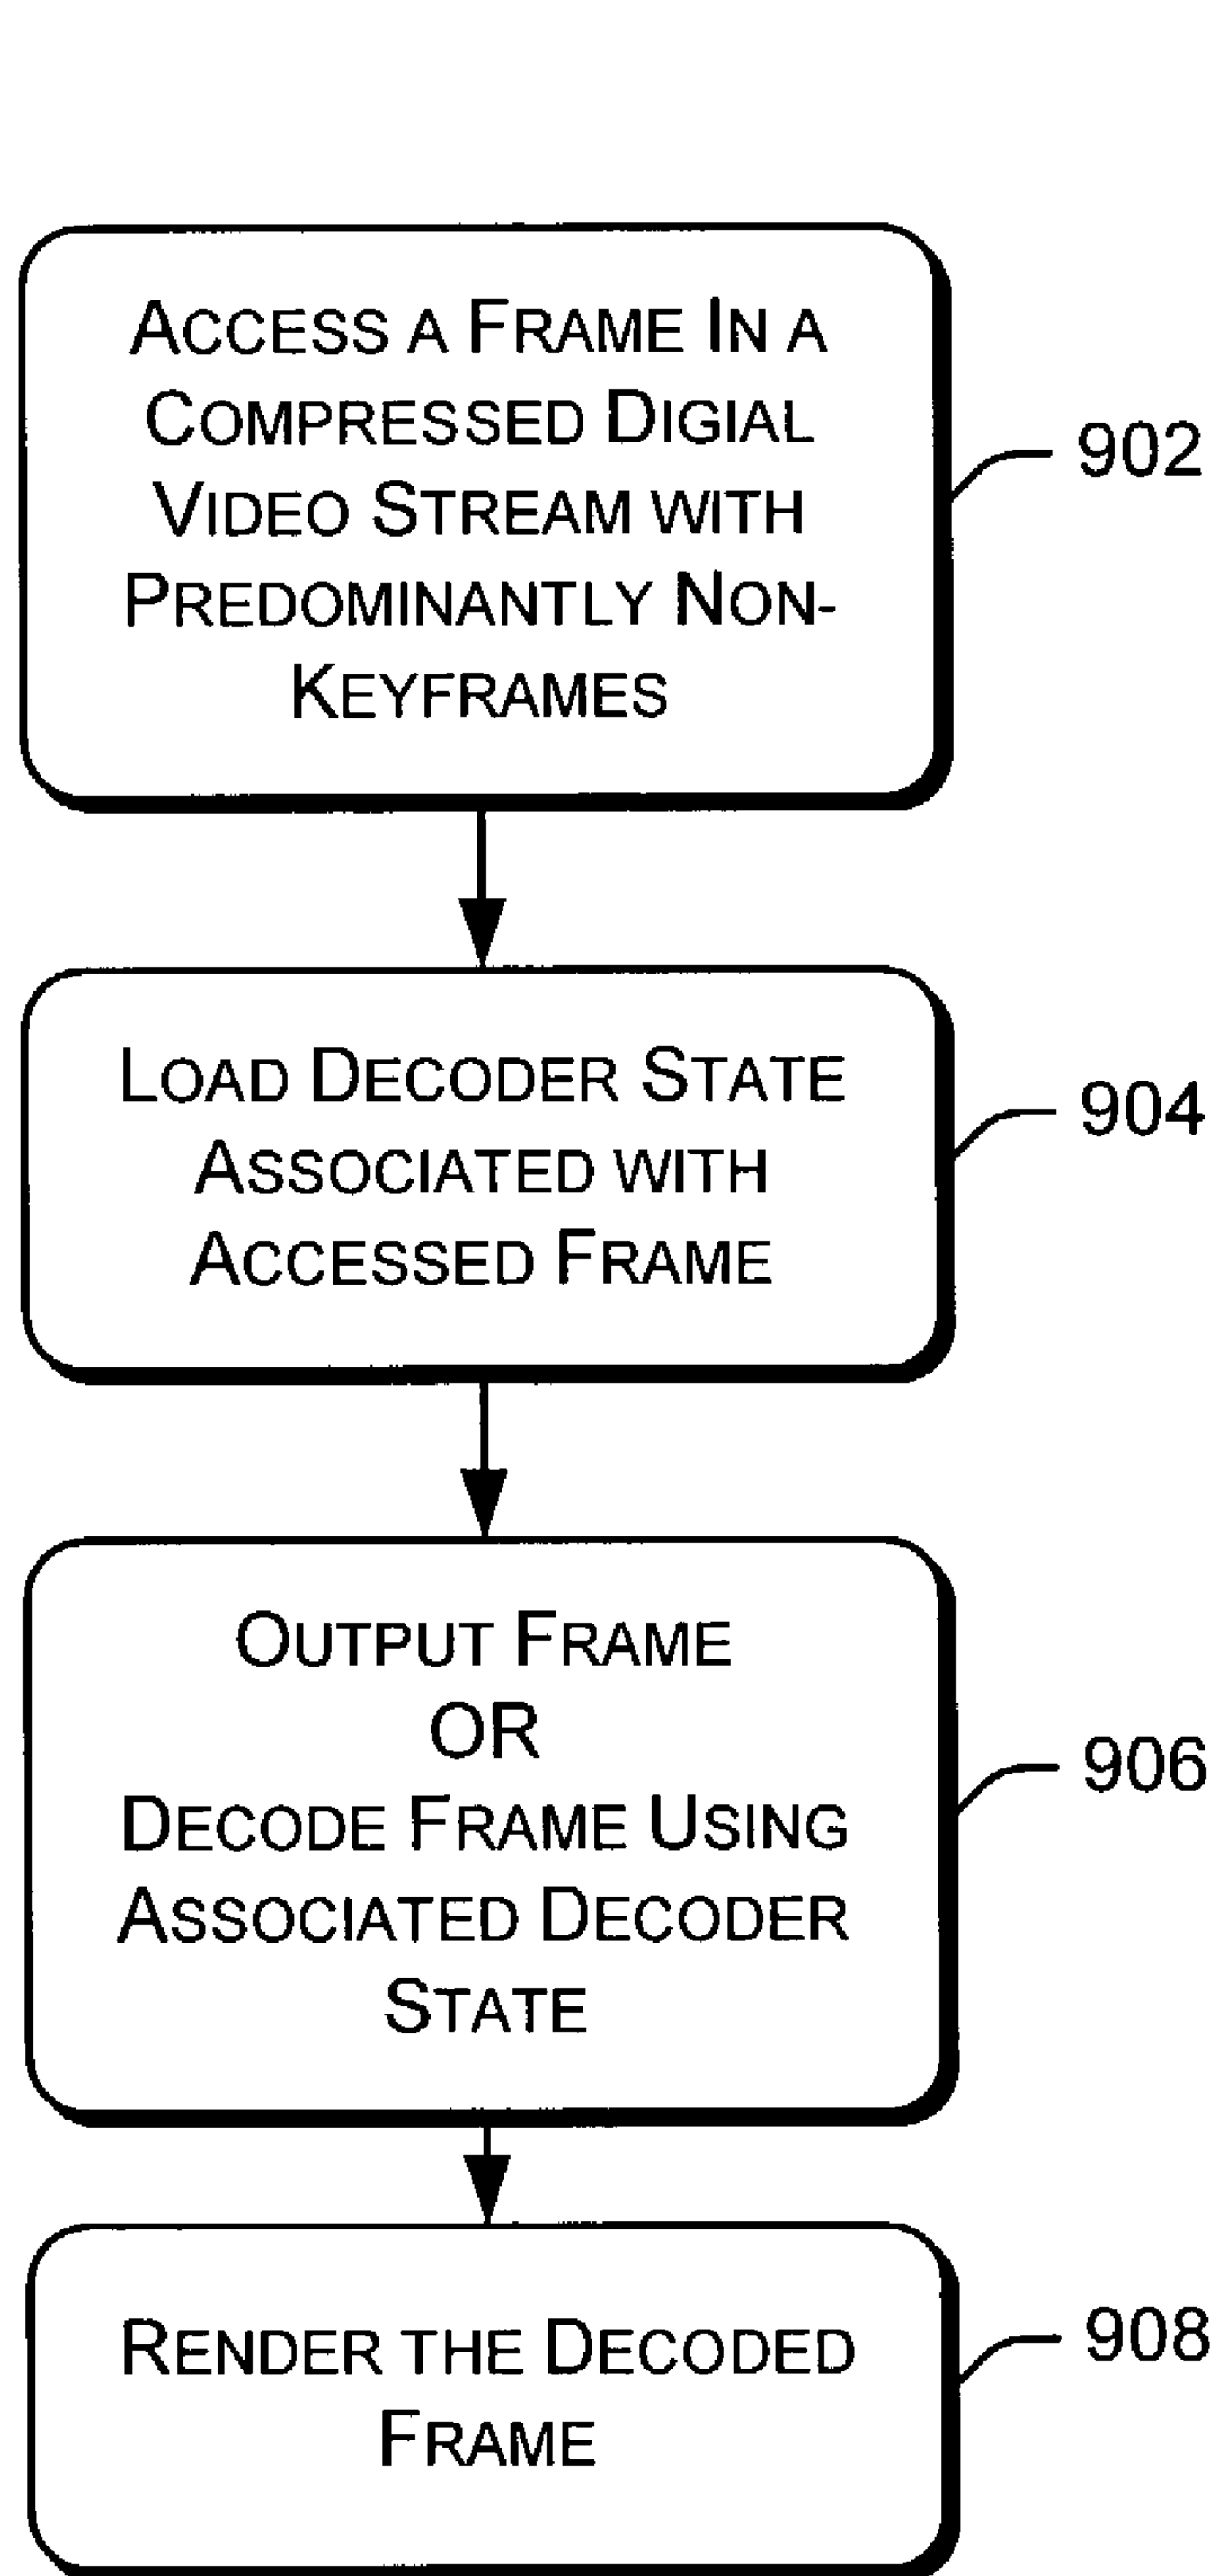 ACCESS A FRAME IN A
COMPRESSED DIGIAL
VIDEO STREAM WITH
PREDOMINANTLY NON-
KEYFRAMES
902
LOAD DECODER STATE
ASSOCIATED WITH
ACCESSED FRAME
904
OUTPUT FRAME
OR
DECODE FRAME USING
ASSOCIATED DECODER
STATE
906
RENDER THE DECODED
FRAME
908